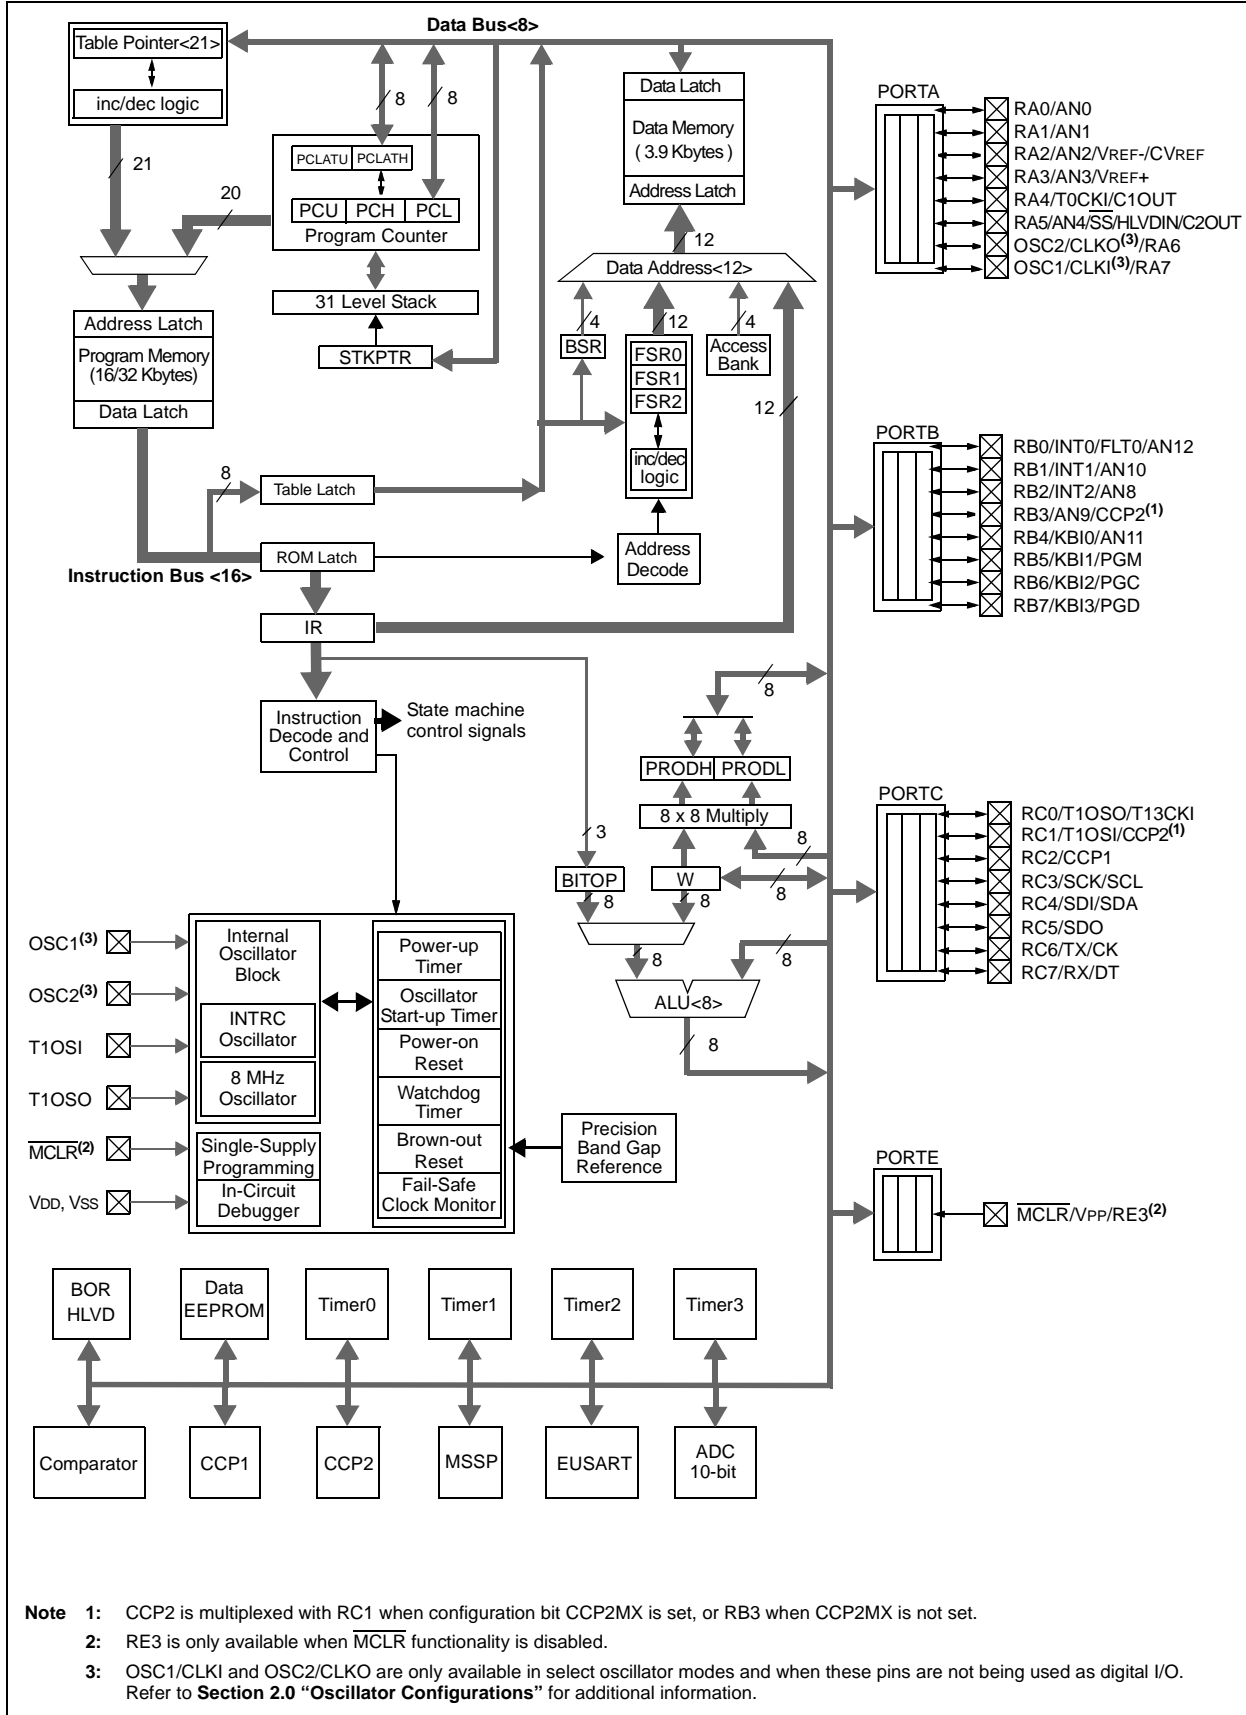 Data Bus<8>
Table Pointer<21>
inc/dec logic
21
20
8
8
PCLATU PCLATH
PCU PCH PCL
Program Counter
31 Level Stack
STKPTR
Data Latch
Data Memory
( 3.9 Kbytes )
Address Latch
12
Data Address<12>
4
12
4
BSR
FSR0
FSR1
FSR2
inc/dec
logic
Access
Bank
12
Address Latch
Program Memory
(16/32 Kbytes)
Data Latch
8
Table Latch
ROM Latch
Instruction Bus <16>
Address
Decode
IR
Instruction
Decode and
Control
State machine
control signals
8
PRODH PRODL
8 x 8 Multiply
3
8
BITOP
W
8
8
8
8
8
ALU<8>
8
PORTA
RA0/AN0
RA1/AN1
RA2/AN2/VREF-/CVREF
RA3/AN3/VREF+
RA4/T0CKI/C1OUT
RA5/AN4/S̅S̅/HLVDIN/C2OUT
OSC2/CLKO(3)/RA6
OSC1/CLKI(3)/RA7
PORTB
RB0/INT0/FLT0/AN12
RB1/INT1/AN10
RB2/INT2/AN8
RB3/AN9/CCP2(1)
RB4/KBI0/AN11
RB5/KBI1/PGM
RB6/KBI2/PGC
RB7/KBI3/PGD
PORTC
RC0/T1OSO/T13CKI
RC1/T1OSI/CCP2(1)
RC2/CCP1
RC3/SCK/SCL
RC4/SDI/SDA
RC5/SDO
RC6/TX/CK
RC7/RX/DT
PORTE
M̅C̅L̅R̅/VPP/RE3(2)
OSC1(3)
OSC2(3)
T1OSI
T1OSO
M̅C̅L̅R̅(2)
VDD, VSS
Internal
Oscillator
Block
INTRC
Oscillator
8 MHz
Oscillator
Single-Supply
Programming
In-Circuit
Debugger
Power-up
Timer
Oscillator
Start-up Timer
Power-on
Reset
Watchdog
Timer
Brown-out
Reset
Fail-Safe
Clock Monitor
Precision
Band Gap
Reference
BOR
HLVD
Data
EEPROM
Timer0
Timer1
Timer2
Timer3
Comparator
CCP1
CCP2
MSSP
EUSART
ADC
10-bit
Note 1: CCP2 is multiplexed with RC1 when configuration bit CCP2MX is set, or RB3 when CCP2MX is not set.
2: RE3 is only available when M̅C̅L̅R̅ functionality is disabled.
3: OSC1/CLKI and OSC2/CLKO are only available in select oscillator modes and when these pins are not being used as digital I/O.
Refer to Section 2.0 “Oscillator Configurations” for additional information.